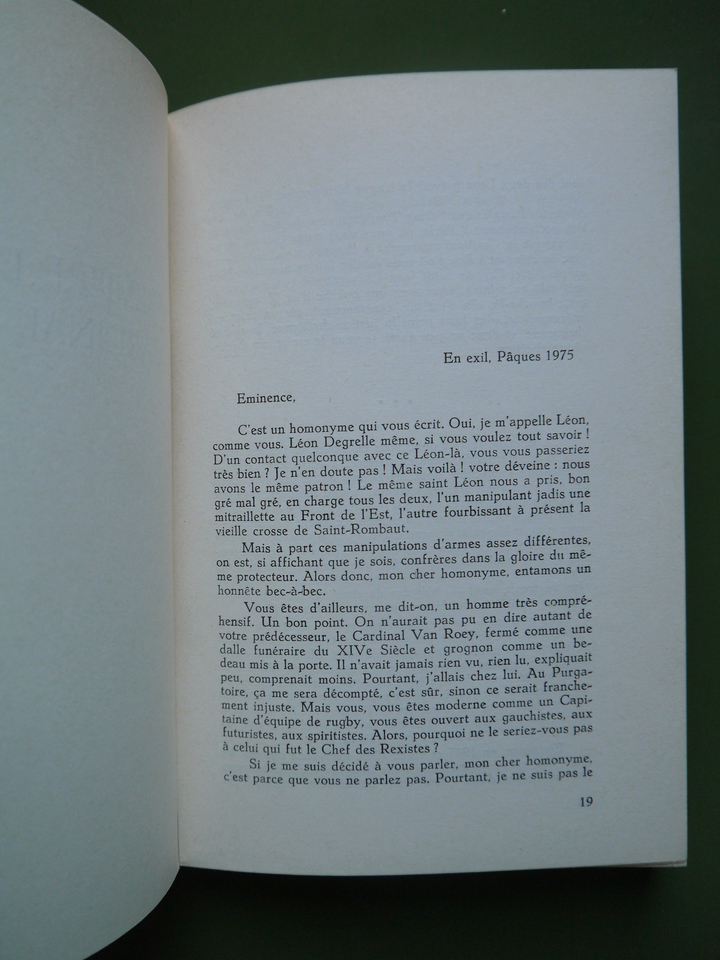 En exil, Pâques 1975
Eminence,
C'est un homonyme qui vous écrit. Oui, je m'appelle Léon,
comme vous. Léon Degrelle même, si vous voulez tout savoir !
D'un contact quelconque avec ce Léon-là, vous vous passeriez
très bien ? Je n'en doute pas ! Mais voilà ! votre déveine : nous
avons le même patron ! Le même saint Léon nous a pris, bon
gré mal gré, en charge tous les deux, l'un manipulant jadis une
mitraillette au Front de l'Est, l'autre fourbissant à présent la
vieille crosse de Saint-Rombaut.
Mais à part ces manipulations d'armes assez différentes,
on est, si affichant que je sois, confrères dans la gloire du mê-
me protecteur. Alors donc, mon cher homonyme, entamons un
honnête bec-à-bec.
Vous êtes d'ailleurs, me dit-on, un homme très compré-
hensif. Un bon point. On n'aurait pas pu en dire autant de
votre prédécesseur, le Cardinal Van Roey, fermé comme une
dalle funéraire du XIVe Siècle et grognon comme un be-
deau mis à la porte. Il n'avait jamais rien vu, rien lu, expliquait
peu, comprenait moins. Pourtant, j'allais chez lui. Au Purga-
toire, ça me sera décompté, c'est sûr, sinon ce serait franche-
ment injuste. Mais vous, vous êtes moderne comme un Capi-
taine d'équipe de rugby, vous êtes ouvert aux gauchistes, aux
futuristes, aux spiritistes. Alors, pourquoi ne le seriez-vous pas
à celui qui fut le Chef des Rexistes ?
Si je me suis décidé à vous parler, mon cher homonyme,
c'est parce que vous ne parlez pas. Pourtant, je ne suis pas le
19